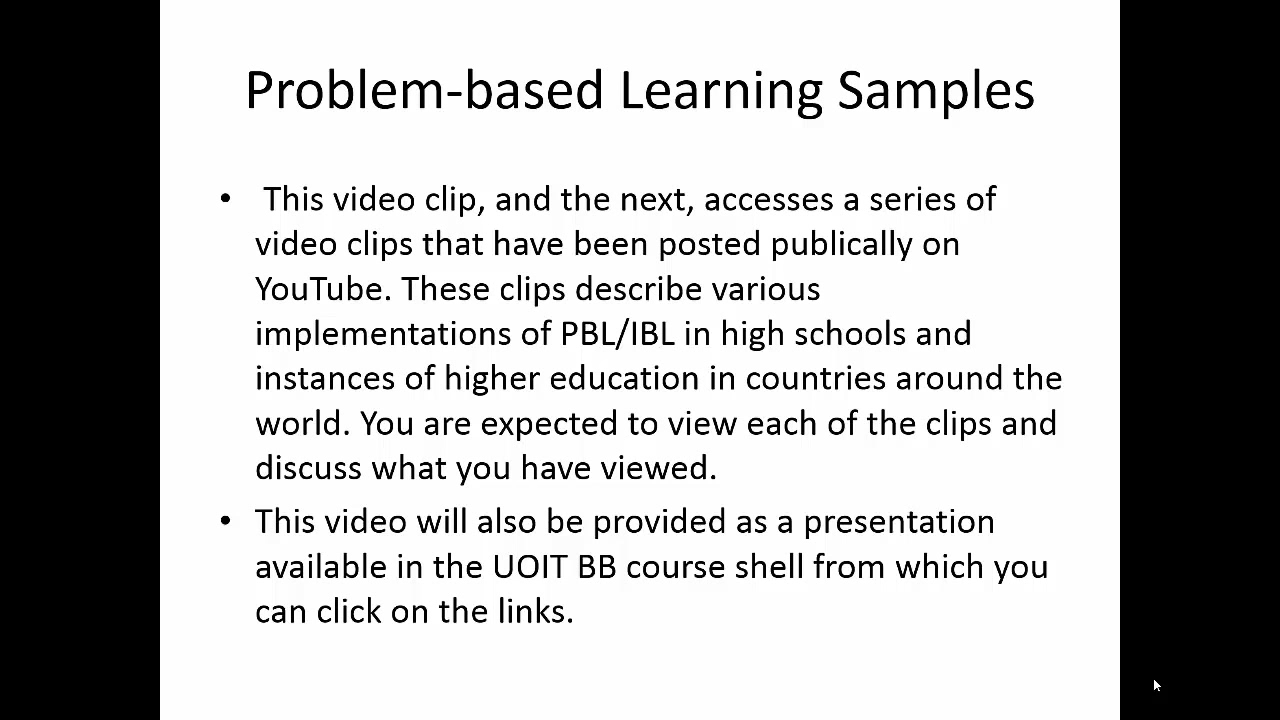 Problem-based Learning Samples
• This video clip, and the next, accesses a series of
video clips that have been posted publically on
YouTube. These clips describe various
implementations of PBL/IBL in high schools and
instances of higher education in countries around the
world. You are expected to view each of the clips and
discuss what you have viewed.
• This video will also be provided as a presentation
available in the UOIT BB course shell from which you
can click on the links.